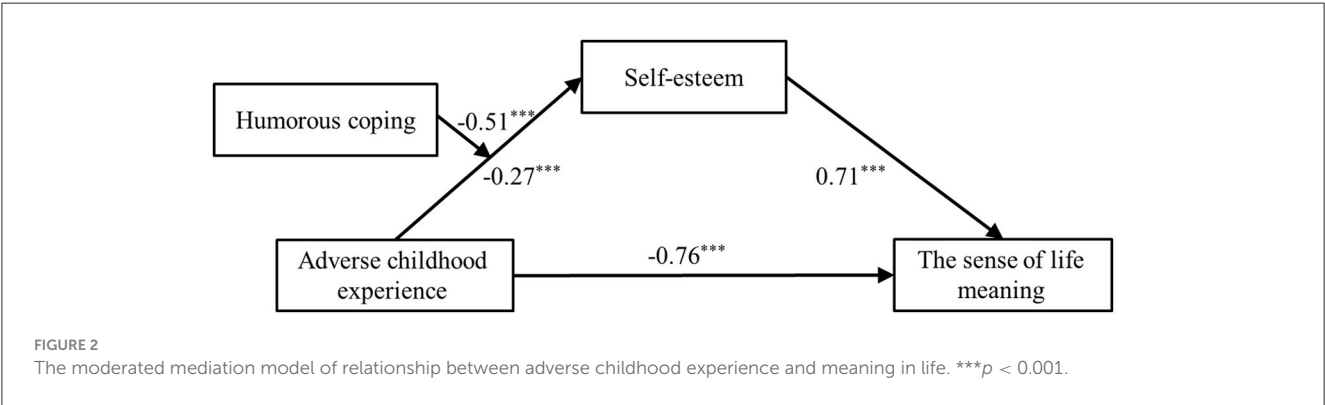 Self-esteem
Humorous coping
-0.51***
-0.27***
0.71***
Adverse childhood
experience
-0.76***
The sense of life
meaning
FIGURE 2
The moderated mediation model of relationship between adverse childhood experience and meaning in life. ***p < 0.001.